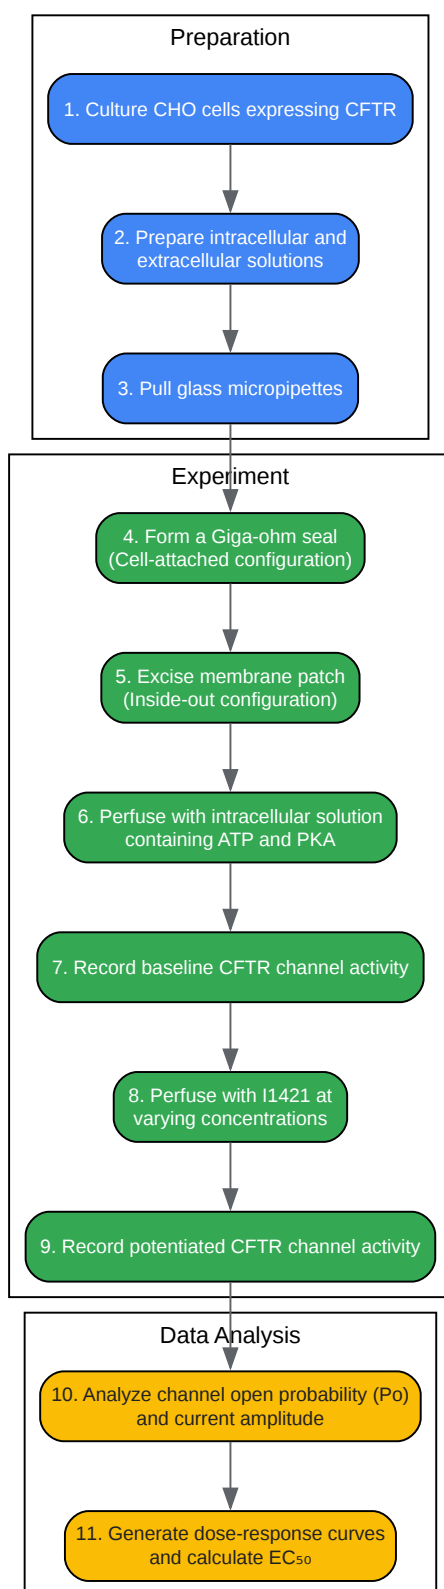 Preparation
1. Culture CHO cells expressing CFTR
2. Prepare intracellular and
extracellular solutions
3. Pull glass micropipettes
Experiment
4. Form a Giga-ohm seal
(Cell-attached configuration)
5. Excise membrane patch
(Inside-out configuration)
6. Perfuse with intracellular solution
containing ATP and PKA
7. Record baseline CFTR channel activity
8. Perfuse with I1421 at
varying concentrations
9. Record potentiated CFTR channel activity
Data Analysis
10. Analyze channel open probability (Po)
and current amplitude
11. Generate dose-response curves
and calculate EC₅₀